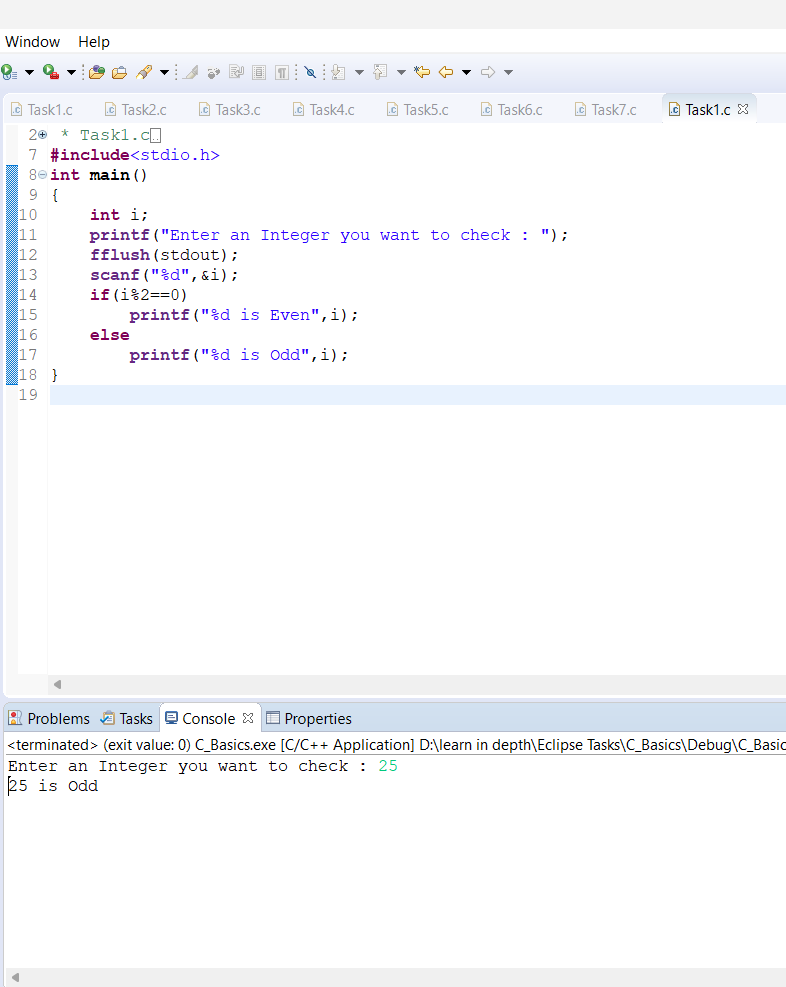 Window Help
Task1.c Task2.c Task3.c Task4.c Task5.c Task6.c Task7.c Task1.c
2 * Task1.c
7 #include<stdio.h>
8 int main()
9 {
10     int i;
11     printf("Enter an Integer you want to check : ");
12     fflush(stdout);
13     scanf("%d",&i);
14     if(i%2==0)
15         printf("%d is Even",i);
16     else
17         printf("%d is Odd",i);
18 }
19
Problems Tasks Console Properties
<terminated> (exit value: 0) C_Basics.exe [C/C++ Application] D:\learn in depth\Eclipse Tasks\C_Basics\Debug\C_Basic
Enter an Integer you want to check : 25
25 is Odd